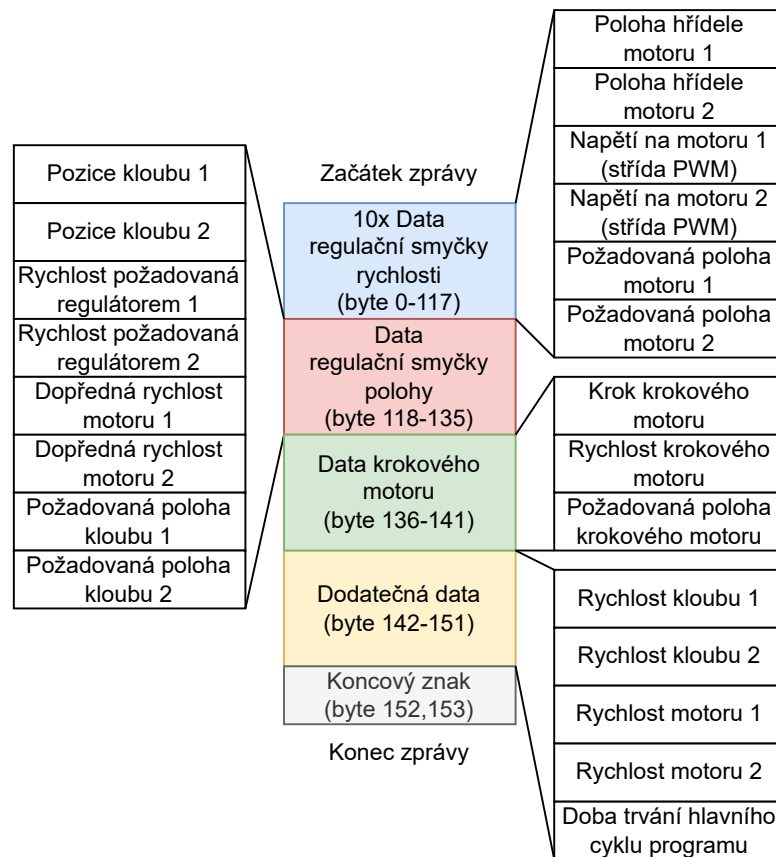 Pozice kloubu 1
Pozice kloubu 2
Rychlost požadovaná
regulátorem 1
Rychlost požadovaná
regulátorem 2
Dopředná rychlost
motoru 1
Dopředná rychlost
motoru 2
Požadovaná poloha
kloubu 1
Požadovaná poloha
kloubu 2
Začátek zprávy
10x Data
regulační smyčky
rychlosti
(byte 0-117)
Data
regulační smyčky
polohy
(byte 118-135)
Data krokového
motoru
(byte 136-141)
Dodatečná data
(byte 142-151)
Koncový znak
(byte 152,153)
Konec zprávy
Poloha hřídele
motoru 1
Poloha hřídele
motoru 2
Napětí na motoru 1
(střída PWM)
Napětí na motoru 2
(střída PWM)
Požadovaná poloha
motoru 1
Požadovaná poloha
motoru 2
Krok krokového
motoru
Rychlost krokového
motoru
Požadovaná poloha
krokového motoru
Rychlost kloubu 1
Rychlost kloubu 2
Rychlost motoru 1
Rychlost motoru 2
Doba trvání hlavního
cyklu programu